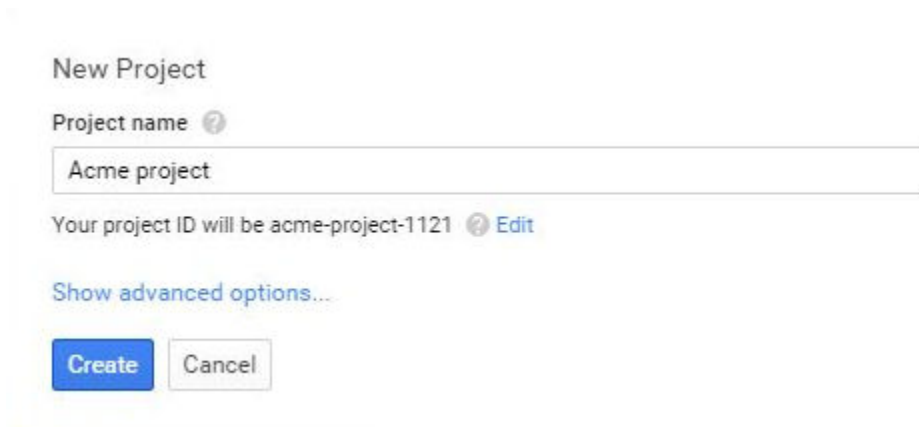 New Project
Project name ?
Acme project
Your project ID will be acme-project-1121 ? Edit
Show advanced options...
Create Cancel